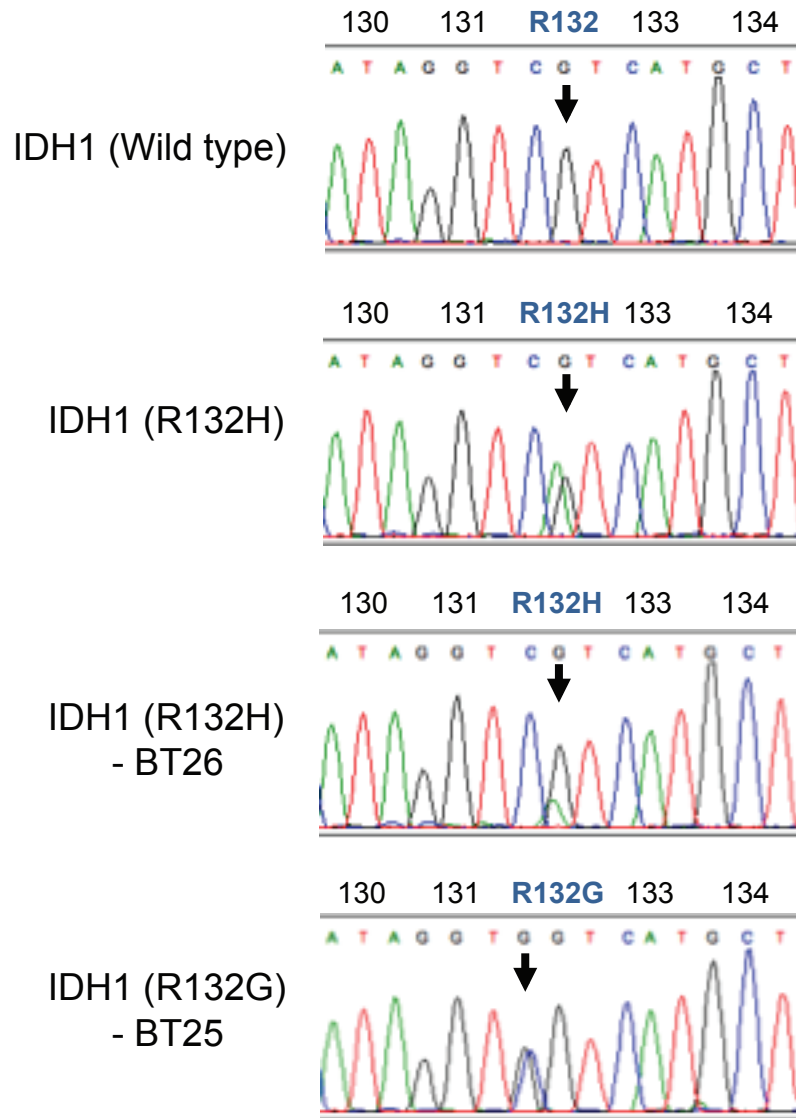 130 131 R132 133 134
A T A G G T C G T C A T G C T
IDH1 (Wild type)
130 131 R132H 133 134
A T A G G T C G T C A T G C T
IDH1 (R132H)
130 131 R132H 133 134
A T A G G T C G T C A T G C T
IDH1 (R132H)
- BT26
130 131 R132G 133 134
A T A G G T G G T C A T G C T
IDH1 (R132G)
- BT25